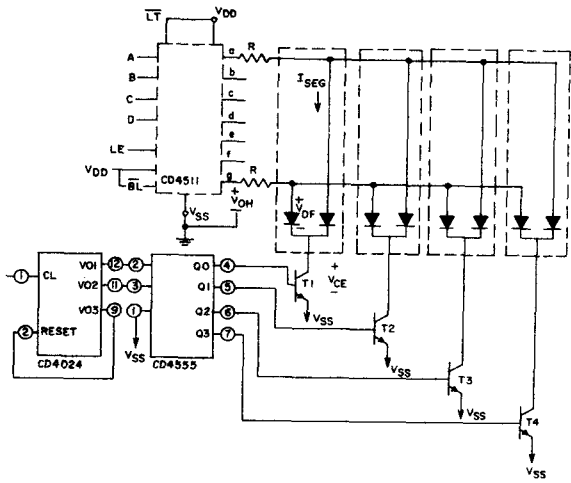 LT VDD
A
B
C
D
LE
VDD
BL
CD4511
a R
b
c
d
e
f
g R
+
VOH
-
VSS
ISEG
+
VDF
-
CL
RESET
VO1
VO2
VO3
CD4024
1
2
12
11
9
2
3
1
VSS
CD4555
Q0
Q1
Q2
Q3
4
5
6
7
T1
+
VCE
-
VSS
T2
VSS
T3
VSS
T4
VSS